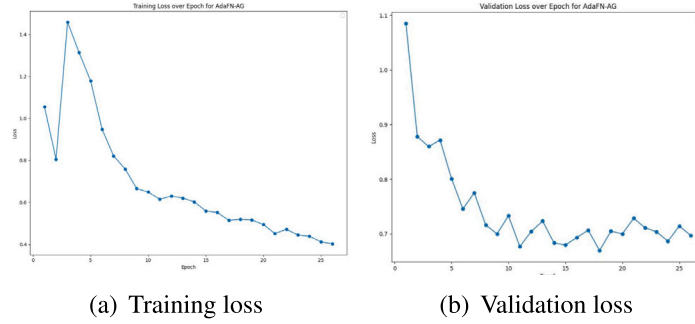 Training Loss over Epoch for AdaFN-AG
1.4
1.2
1.0
0.8
0.6
0.4
Loss
0 5 10 15 20 25
Epoch
(a) Training loss
Validation Loss over Epoch for AdaFN-AG
1.1
1.0
0.9
0.8
0.7
Loss
0 5 10 15 20 25
(b) Validation loss